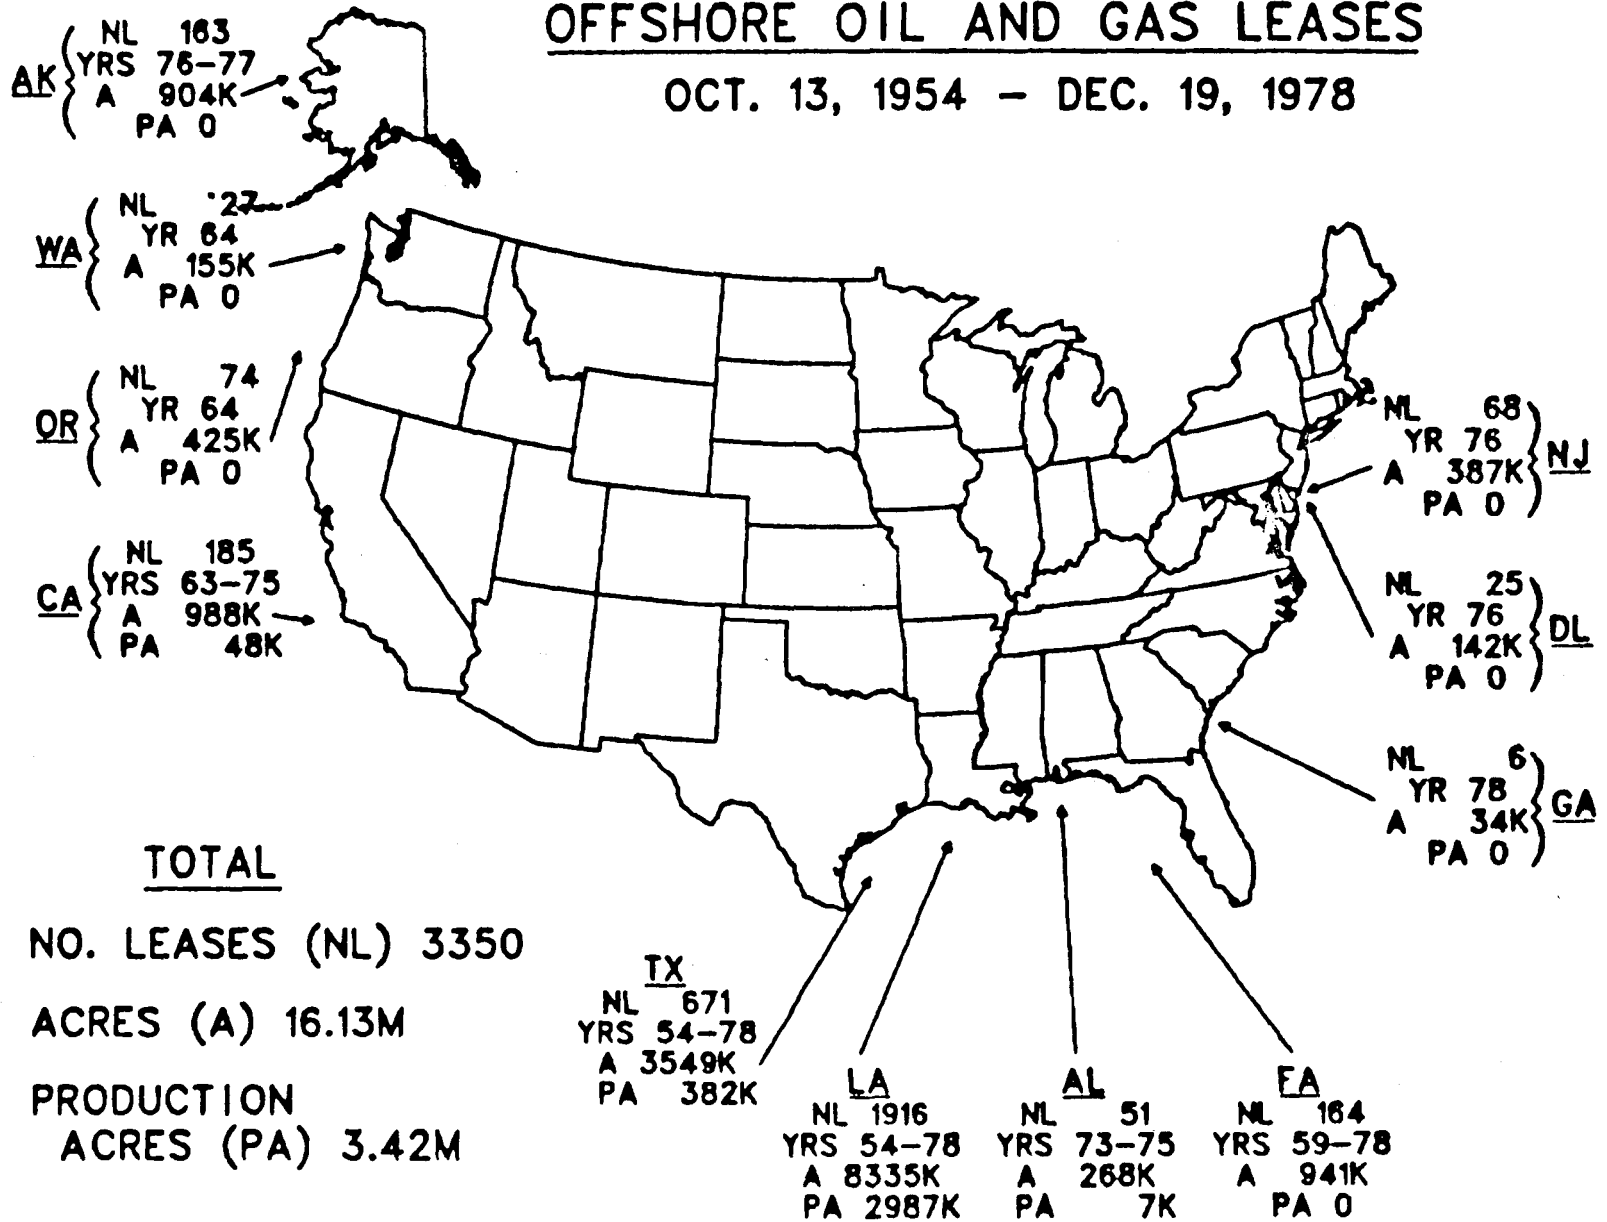 OFFSHORE OIL AND GAS LEASES
OCT. 13, 1954 – DEC. 19, 1978
AK
NL 163
YRS 76–77
A 904K
PA 0
WA
NL 27
YR 64
A 155K
PA 0
OR
NL 74
YR 64
A 425K
PA 0
CA
NL 185
YRS 63–75
A 988K
PA 48K
NL 68
YR 76
A 387K
PA 0
NJ
NL 25
YR 76
A 142K
PA 0
DL
NL 6
YR 78
A 34K
PA 0
GA
TOTAL
NO. LEASES (NL) 3350
ACRES (A) 16.13M
PRODUCTION
ACRES (PA) 3.42M
TX
NL 671
YRS 54–78
A 3549K
PA 382K
LA
NL 1916
YRS 54–78
A 8335K
PA 2987K
AL
NL 51
YRS 73–75
A 268K
PA 7K
FA
NL 164
YRS 59–78
A 941K
PA 0